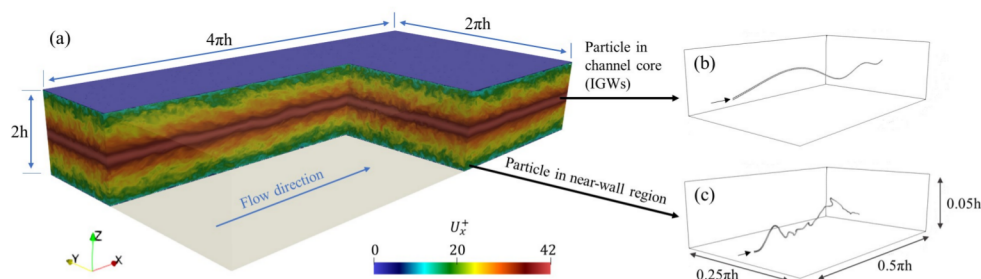 (a)
4πh
2πh
2h
Flow direction
Z
Y
X
U_x^+
0 20 42
Particle in
channel core
(IGWs)
Particle in near-wall
region
(b)
(c)
0.05h
0.25πh
0.5πh